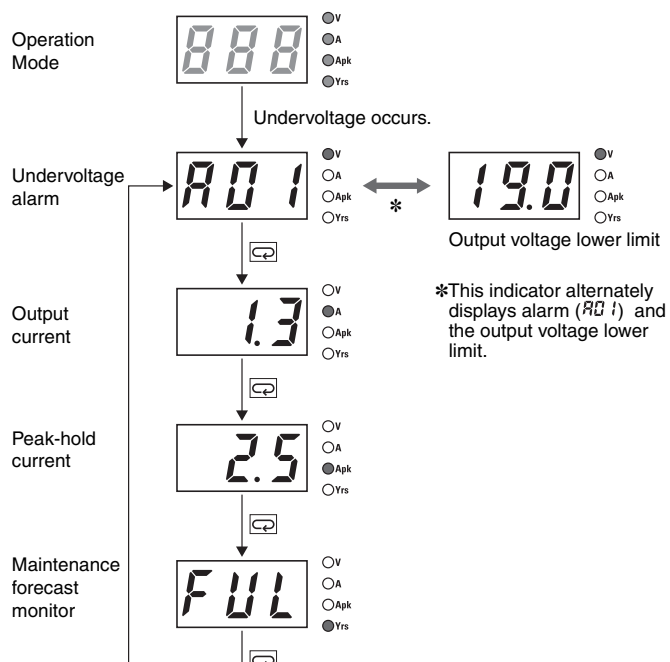 Operation
Mode
888
V
A
Apk
Yrs
Undervoltage occurs.
Undervoltage
alarm
A01
V
A
Apk
Yrs
*
19.0
V
A
Apk
Yrs
Output voltage lower limit
*This indicator alternately
displays alarm (A01) and
the output voltage lower
limit.
Output
current
1.3
V
A
Apk
Yrs
Peak-hold
current
2.5
V
A
Apk
Yrs
Maintenance
forecast
monitor
FUL
V
A
Apk
Yrs